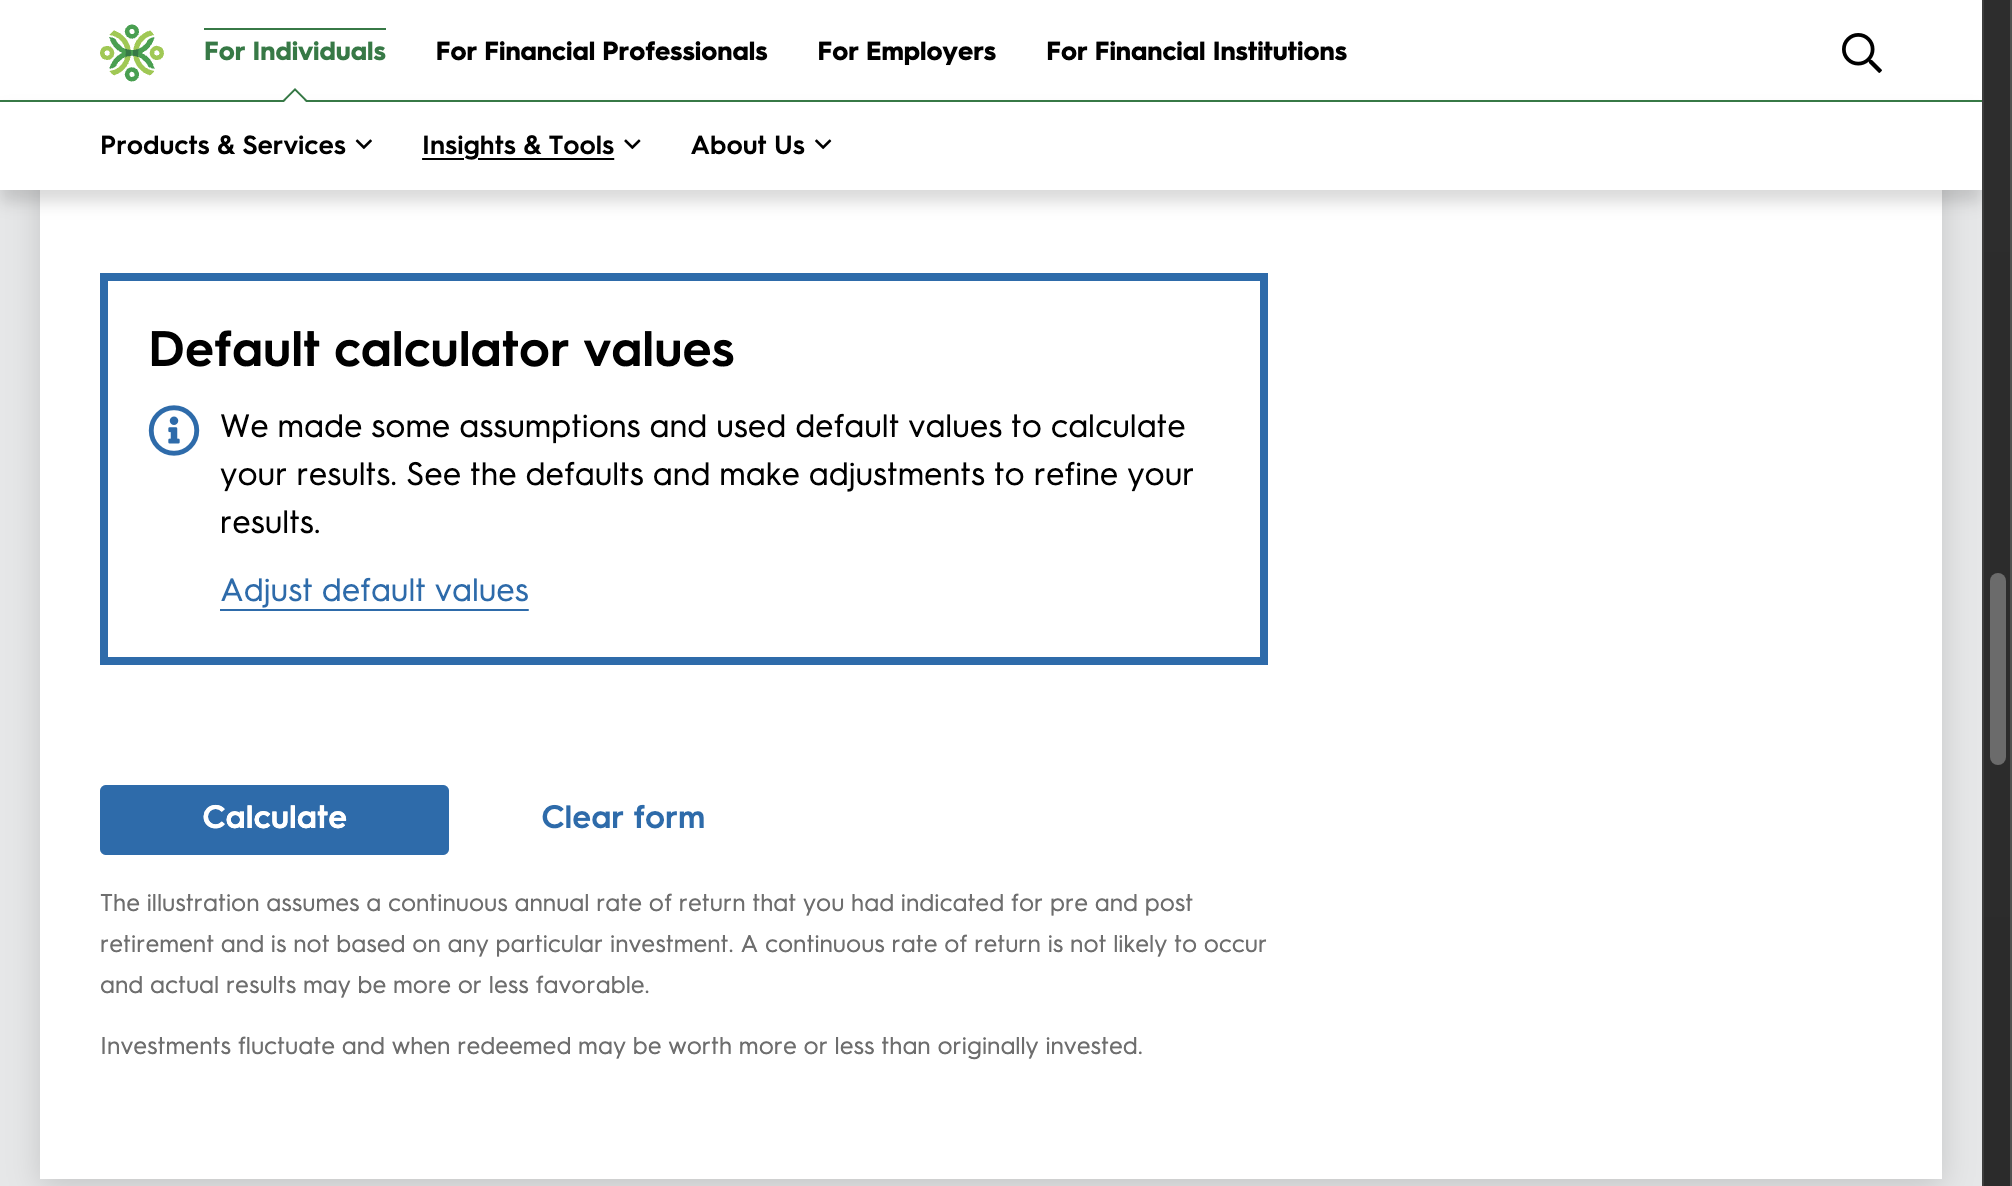 For Individuals For Financial Professionals For Employers For Financial Institutions
Products & Services Insights & Tools About Us
Default calculator values
We made some assumptions and used default values to calculate
your results. See the defaults and make adjustments to refine your
results.
Adjust default values
Calculate Clear form
The illustration assumes a continuous annual rate of return that you had indicated for pre and post
retirement and is not based on any particular investment. A continuous rate of return is not likely to occur
and actual results may be more or less favorable.
Investments fluctuate and when redeemed may be worth more or less than originally invested.